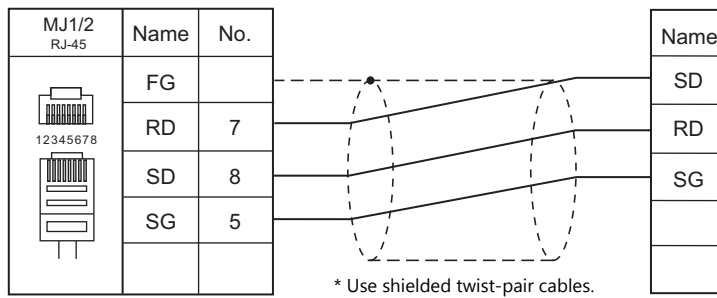 MJ1/2 Name No. Name
RJ-45
FG SD
RD 7 RD
12345678
SD 8 SG
SG 5
* Use shielded twist-pair cables.